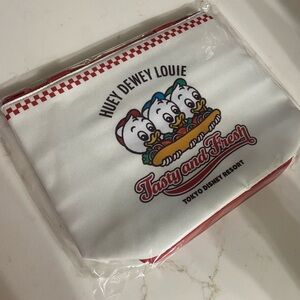 HUEY DEWEY LOUIE
Tasty and Fresh
TOKYO DISNEY RESORT